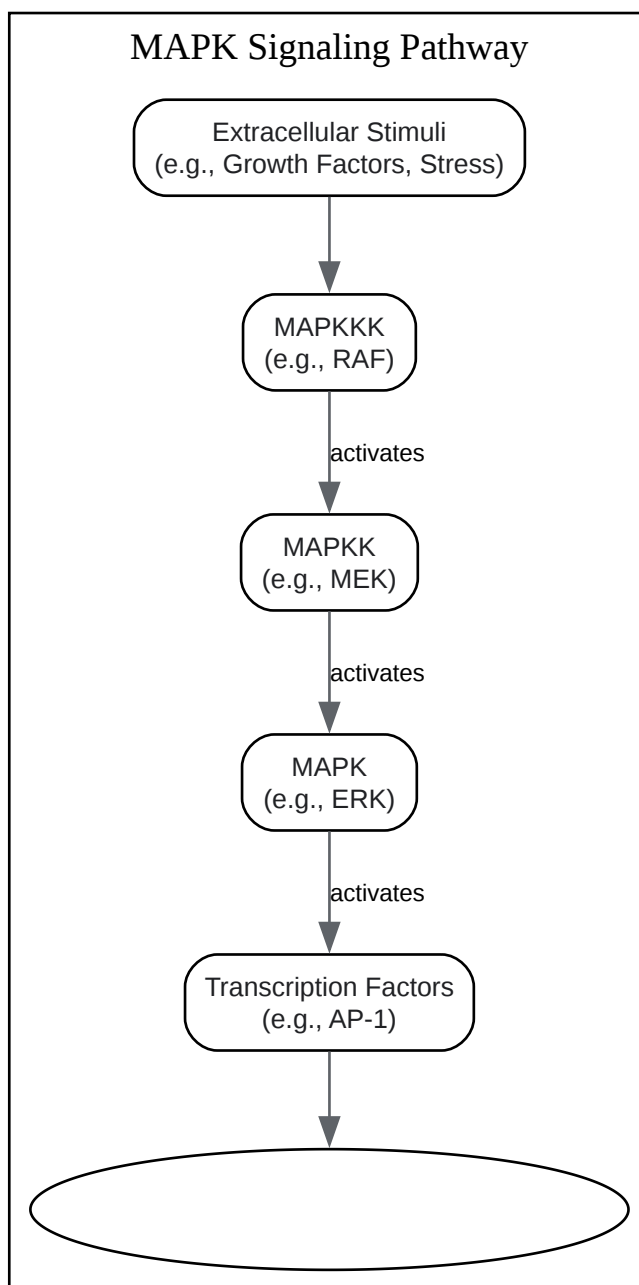 MAPK Signaling Pathway
Extracellular Stimuli
(e.g., Growth Factors, Stress)
MAPKKK
(e.g., RAF)
activates
MAPKK
(e.g., MEK)
activates
MAPK
(e.g., ERK)
activates
Transcription Factors
(e.g., AP-1)